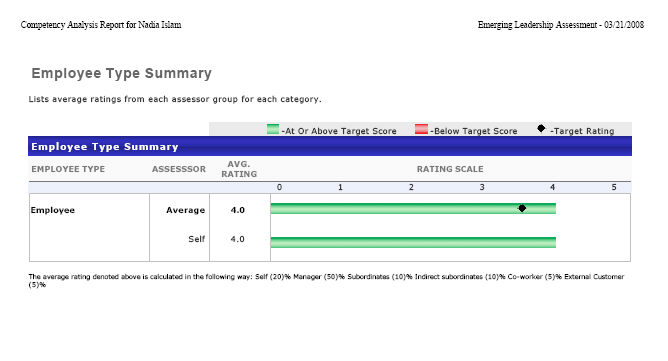 Competency Analysis Report for Nadia Islam
Emerging Leadership Assessment - 03/21/2008
Employee Type Summary
Lists average ratings from each assessor group for each category.
-At Or Above Target Score -Below Target Score -Target Rating
Employee Type Summary
EMPLOYEE TYPE ASSESSSOR AVG. RATING RATING SCALE
0 1 2 3 4 5
Employee Average 4.0
Self 4.0
The average rating denoted above is calculated in the following way: Self (20)% Manager (50)% Subordinates (10)% Indirect subordinates (10)% Co-worker (5)% External Customer
(5)%